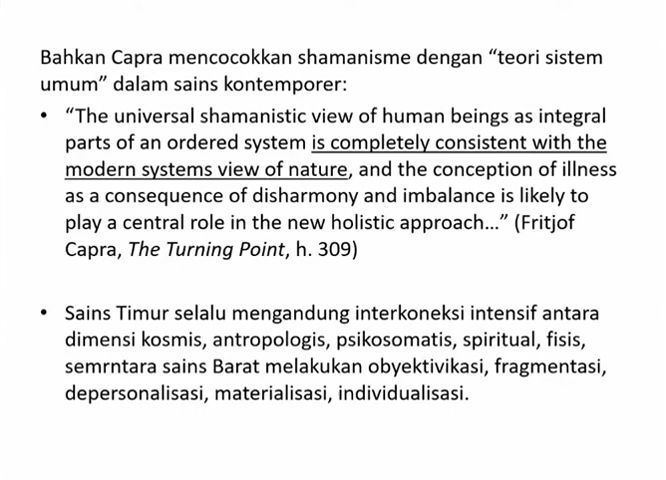 Bahkan Capra mencocokkan shamanisme dengan “teori sistem
umum” dalam sains kontemporer:
• “The universal shamanistic view of human beings as integral
parts of an ordered system is completely consistent with the
modern systems view of nature, and the conception of illness
as a consequence of disharmony and imbalance is likely to
play a central role in the new holistic approach...” (Fritjof
Capra, The Turning Point, h. 309)
• Sains Timur selalu mengandung interkoneksi intensif antara
dimensi kosmis, antropologis, psikosomatis, spiritual, fisis,
semrntara sains Barat melakukan obyektivikasi, fragmentasi,
depersonalisasi, materialisasi, individualisasi.